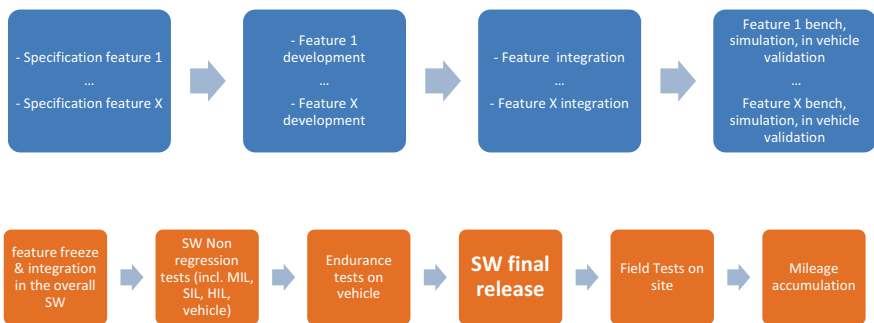 - Specification feature 1
...
- Specification feature X
- Feature 1
development
...
- Feature X
development
- Feature integration
...
- Feature X integration
Feature 1 bench,
simulation, in vehicle
validation
...
Feature X bench,
simulation, in vehicle
validation
feature freeze
& integration
in the overall
SW
SW Non
regression
tests (incl. MIL,
SIL, HIL,
vehicle)
Endurance
tests on
vehicle
SW final
release
Field Tests on
site
Mileage
accumulation